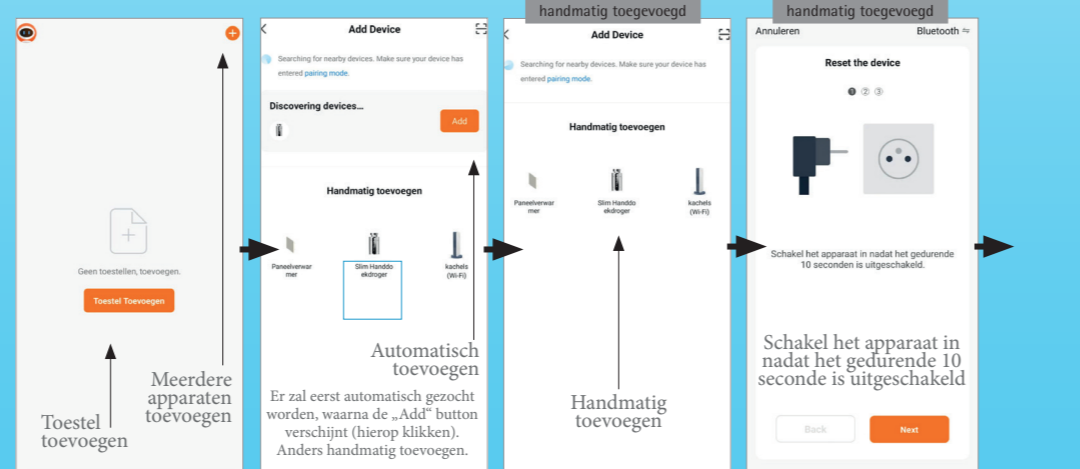 Geen toestellen, toevoegen.
Toestel Toevoegen
Toestel
toevoegen
Meerdere
apparaten
toevoegen
Add Device
Searching for nearby devices. Make sure your device has
entered pairing mode.
Discovering devices...
Add
Handmatig toevoegen
Paneelverwar
mer
Slim Handdo
ekdroger
kachels
(Wi-Fi)
Automatisch
toevoegen
Er zal eerst automatisch gezocht
worden, waarna de „Add“ button
verschijnt (hierop klikken).
Anders handmatig toevoegen.
handmatig toegevoegd
Add Device
Searching for nearby devices. Make sure your device has
entered pairing mode.
Handmatig toevoegen
Paneelverwar
mer
Slim Handdo
ekdroger
kachels
(Wi-Fi)
Handmatig
toevoegen
handmatig toegevoegd
Annuleren
Bluetooth ⇋
Reset the device
❶ ② ③
Schakel het apparaat in nadat het gedurende
10 seconden is uitgeschakeld.
Schakel het apparaat in
nadat het gedurende 10
seconde is uitgeschakeld
Back
Next